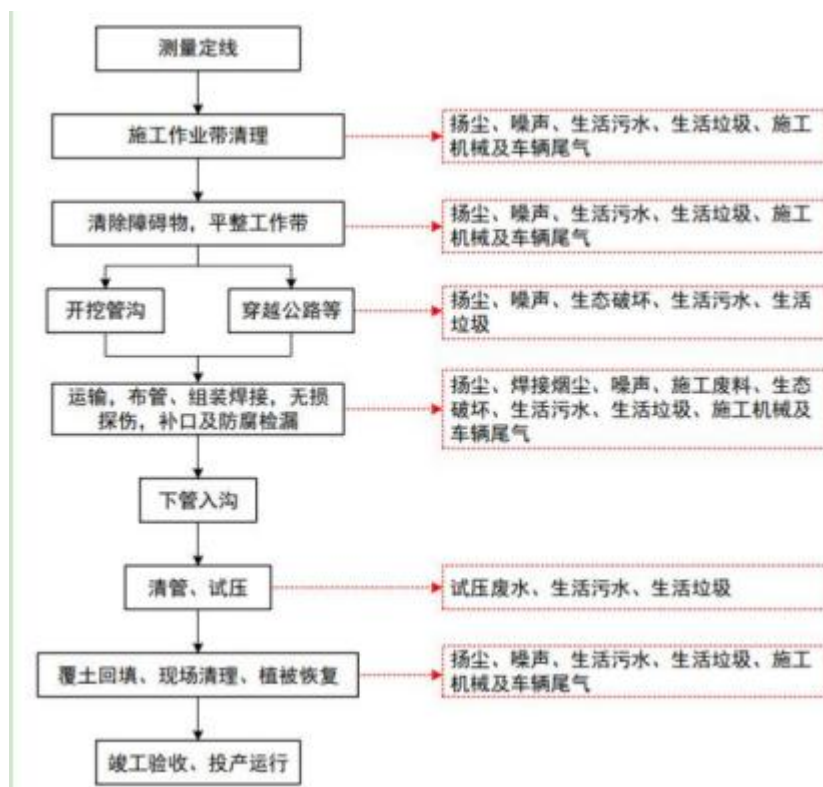 测量定线
施工作业带清理
扬尘、噪声、生活污水、生活垃圾、施工
机械及车辆尾气
清除障碍物，平整工作带
扬尘、噪声、生活污水、生活垃圾、施工
机械及车辆尾气
开挖管沟
穿越公路等
扬尘、噪声、生态破坏、生活污水、生活
垃圾
运输，布管、组装焊接，无损
探伤，补口及防腐检漏
扬尘、焊接烟尘、噪声、施工废料、生态
破坏、生活污水、生活垃圾、施工机械及
车辆尾气
下管入沟
清管、试压
试压废水、生活污水、生活垃圾
覆土回填、现场清理、植被恢复
扬尘、噪声、生活污水、生活垃圾、施工
机械及车辆尾气
竣工验收、投产运行